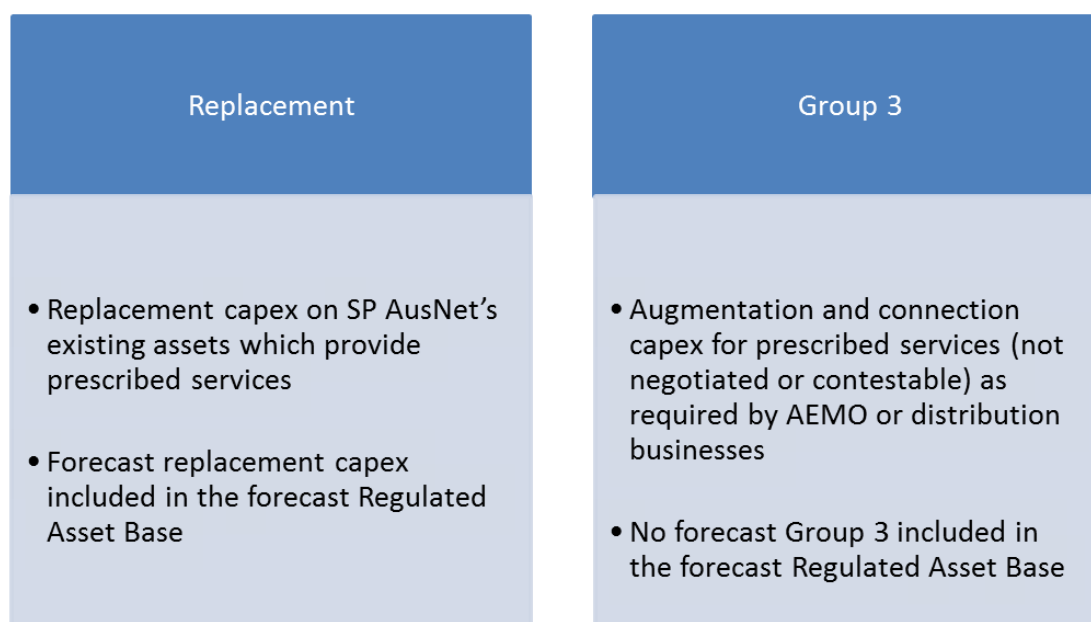 Replacement
• Replacement capex on SP AusNet’s
existing assets which provide
prescribed services
• Forecast replacement capex
included in the forecast Regulated
Asset Base
Group 3
• Augmentation and connection
capex for prescribed services (not
negotiated or contestable) as
required by AEMO or distribution
businesses
• No forecast Group 3 included in
the forecast Regulated Asset Base